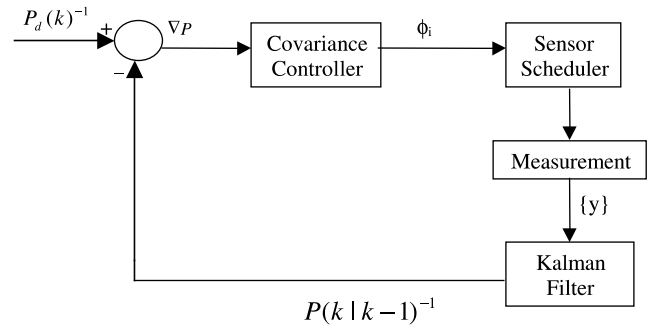 P_d(k)^{-1}
+
∇P
−
Covariance
Controller
ϕ_i
Sensor
Scheduler
Measurement
{y}
Kalman
Filter
P(k | k − 1)^{-1}